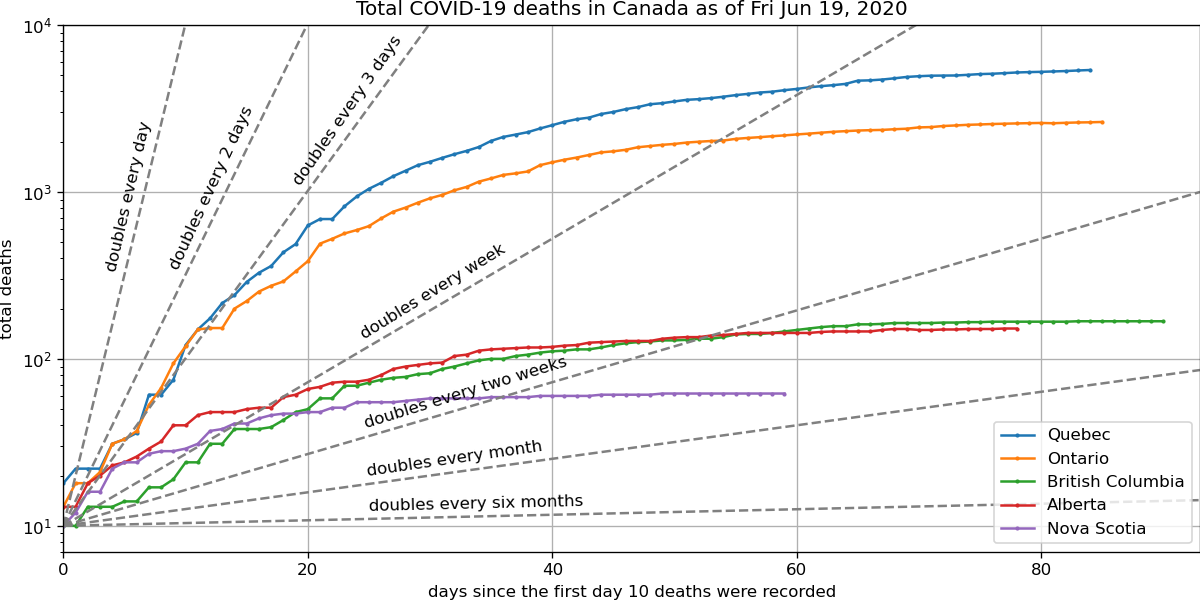 Total COVID-19 deaths in Canada as of Fri Jun 19, 2020
total deaths
10⁴
10³
10²
10¹
doubles every day
doubles every 2 days
doubles every 3 days
doubles every week
doubles every two weeks
doubles every month
doubles every six months
Quebec
Ontario
British Columbia
Alberta
Nova Scotia
0 20 40 60 80
days since the first day 10 deaths were recorded